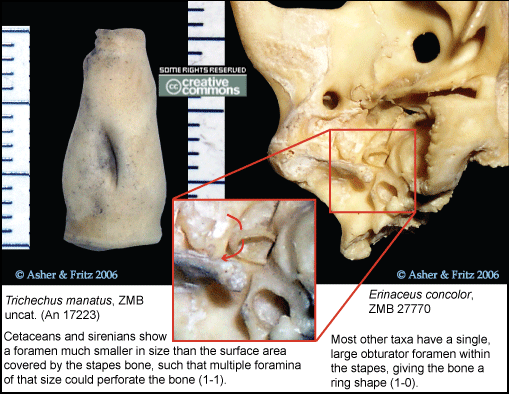 SOME RIGHTS RESERVED
cc creative
commons
© Asher & Fritz 2006
© Asher & Fritz 2006
Trichechus manatus, ZMB
uncat. (An 17223)
Cetaceans and sirenians show
a foramen much smaller in size than the surface area
covered by the stapes bone, such that multiple foramina
of that size could perforate the bone (1-1).
Erinaceus concolor,
ZMB 27770
Most other taxa have a single,
large obturator foramen within
the stapes, giving the bone a
ring shape (1-0).